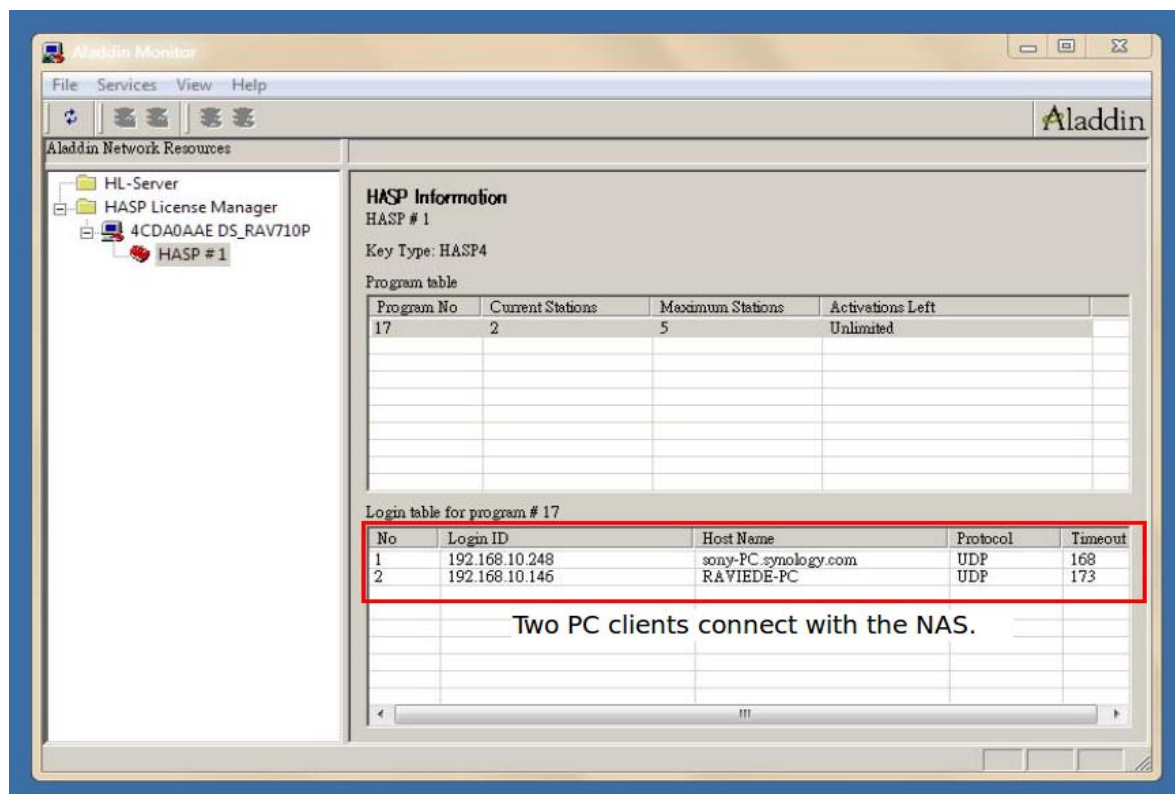 Aladdin Monitor
File Services View Help
Aladdin
Aladdin Network Resources
HL-Server
HASP License Manager
4CDA0AAE DS_RAV710P
HASP # 1
HASP Information
HASP # 1
Key Type: HASP4
Program table
Program No Current Stations Maximum Stations Activations Left
17 2 5 Unlimited
Login table for program # 17
No Login ID Host Name Protocol Timeout
1 192.168.10.248 sony-PC.synology.com UDP 168
2 192.168.10.146 RAVIEDE-PC UDP 173
Two PC clients connect with the NAS.